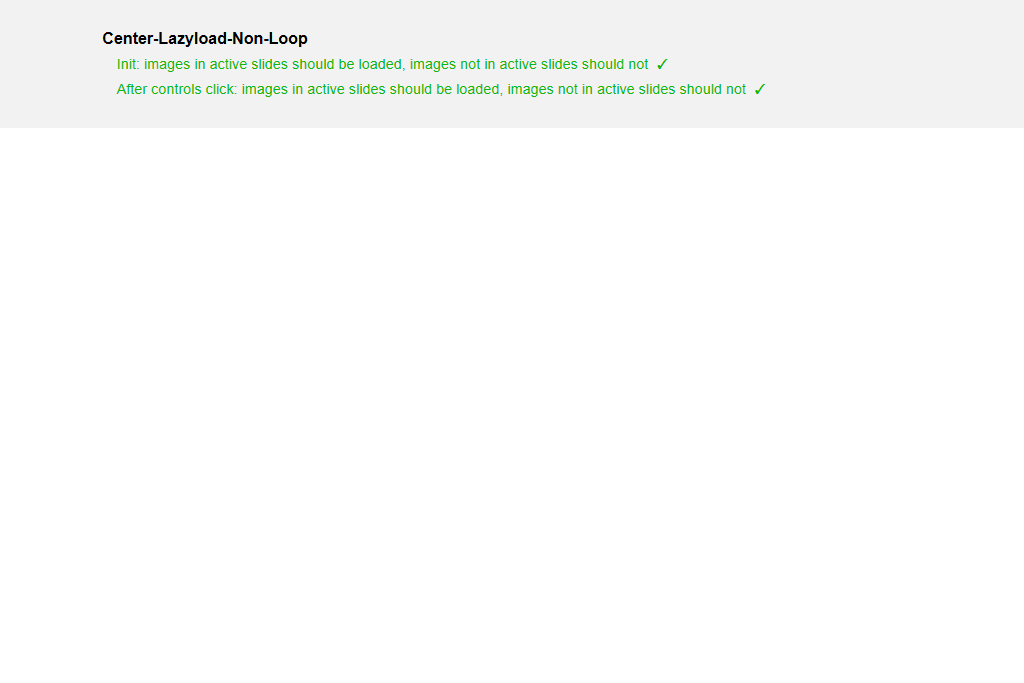 Center-Lazyload-Non-Loop
Init: images in active slides should be loaded, images not in active slides should not ✓
After controls click: images in active slides should be loaded, images not in active slides should not ✓